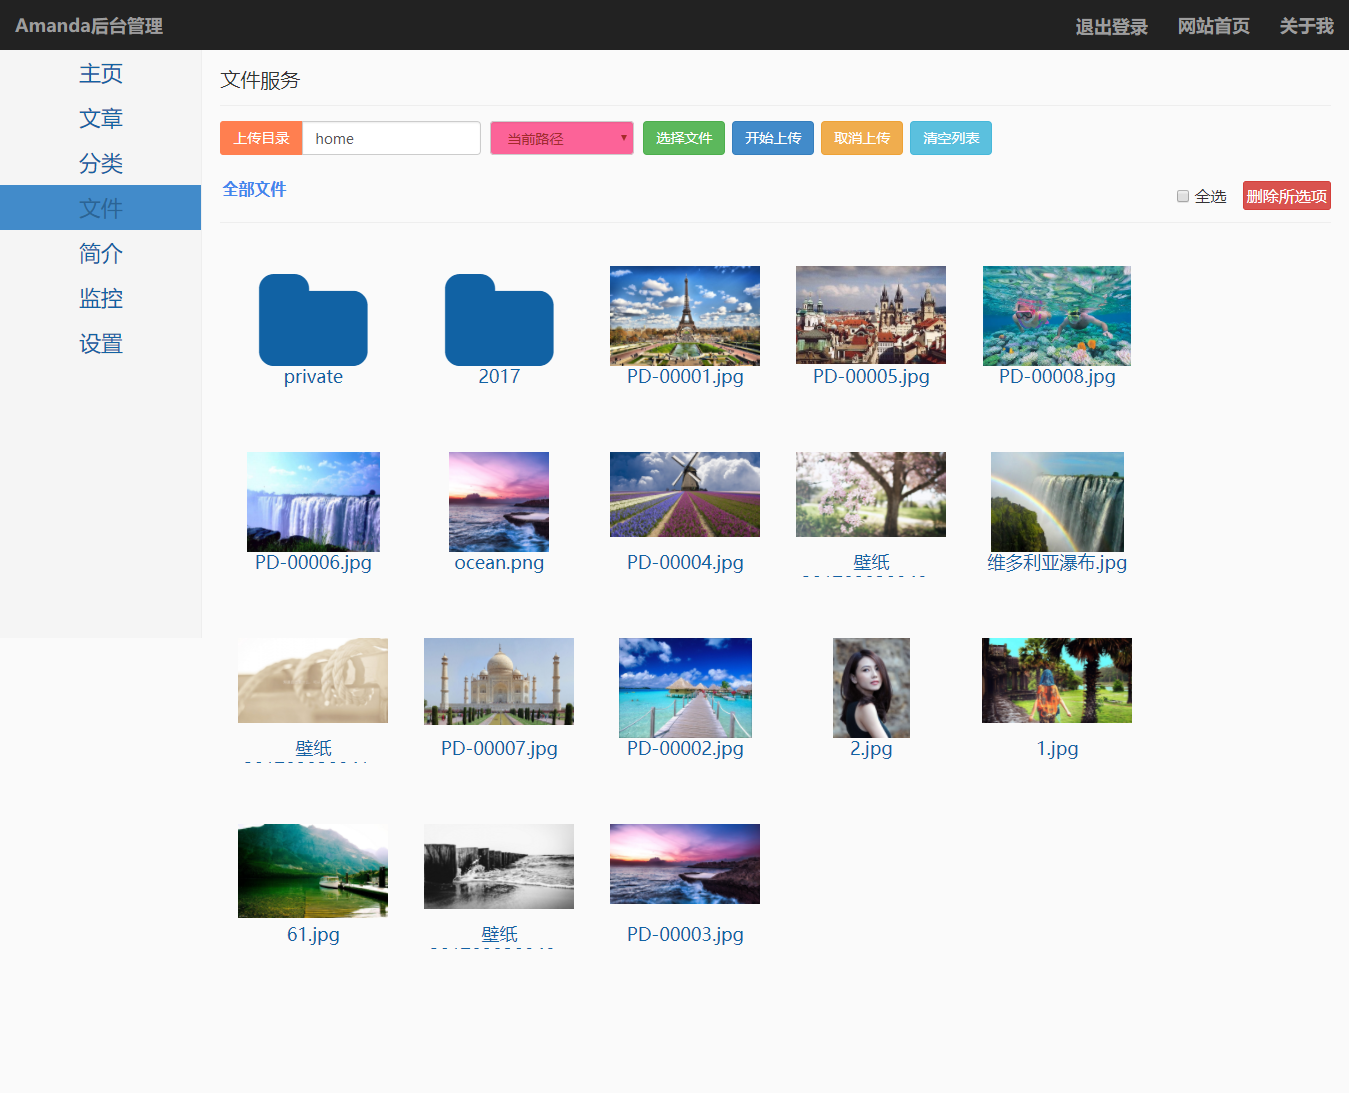 Amanda后台管理
退出登录 网站首页 关于我
主页
文章
分类
文件
简介
监控
设置
文件服务
上传目录 home 当前路径 选择文件 开始上传 取消上传 清空列表
全部文件
全选 删除所选项
private 2017 PD-00001.jpg PD-00005.jpg PD-00008.jpg
PD-00006.jpg ocean.png PD-00004.jpg 壁纸 维多利亚瀑布.jpg
壁纸 PD-00007.jpg PD-00002.jpg 2.jpg 1.jpg
61.jpg 壁纸 PD-00003.jpg